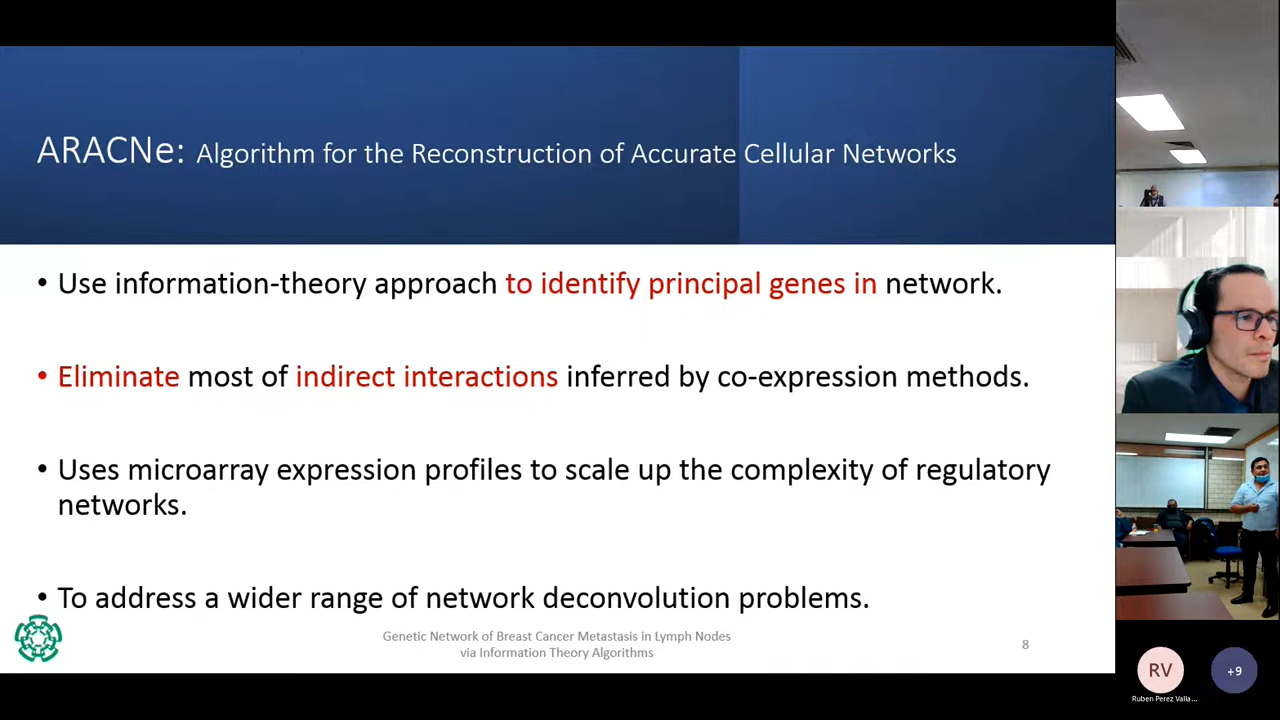 ARACNe: Algorithm for the Reconstruction of Accurate Cellular Networks
• Use information-theory approach to identify principal genes in network.
• Eliminate most of indirect interactions inferred by co-expression methods.
• Uses microarray expression profiles to scale up the complexity of regulatory
networks.
• To address a wider range of network deconvolution problems.
Genetic Network of Breast Cancer Metastasis in Lymph Nodes
via Information Theory Algorithms
8
RV
+9
Ruben Perez Valla...